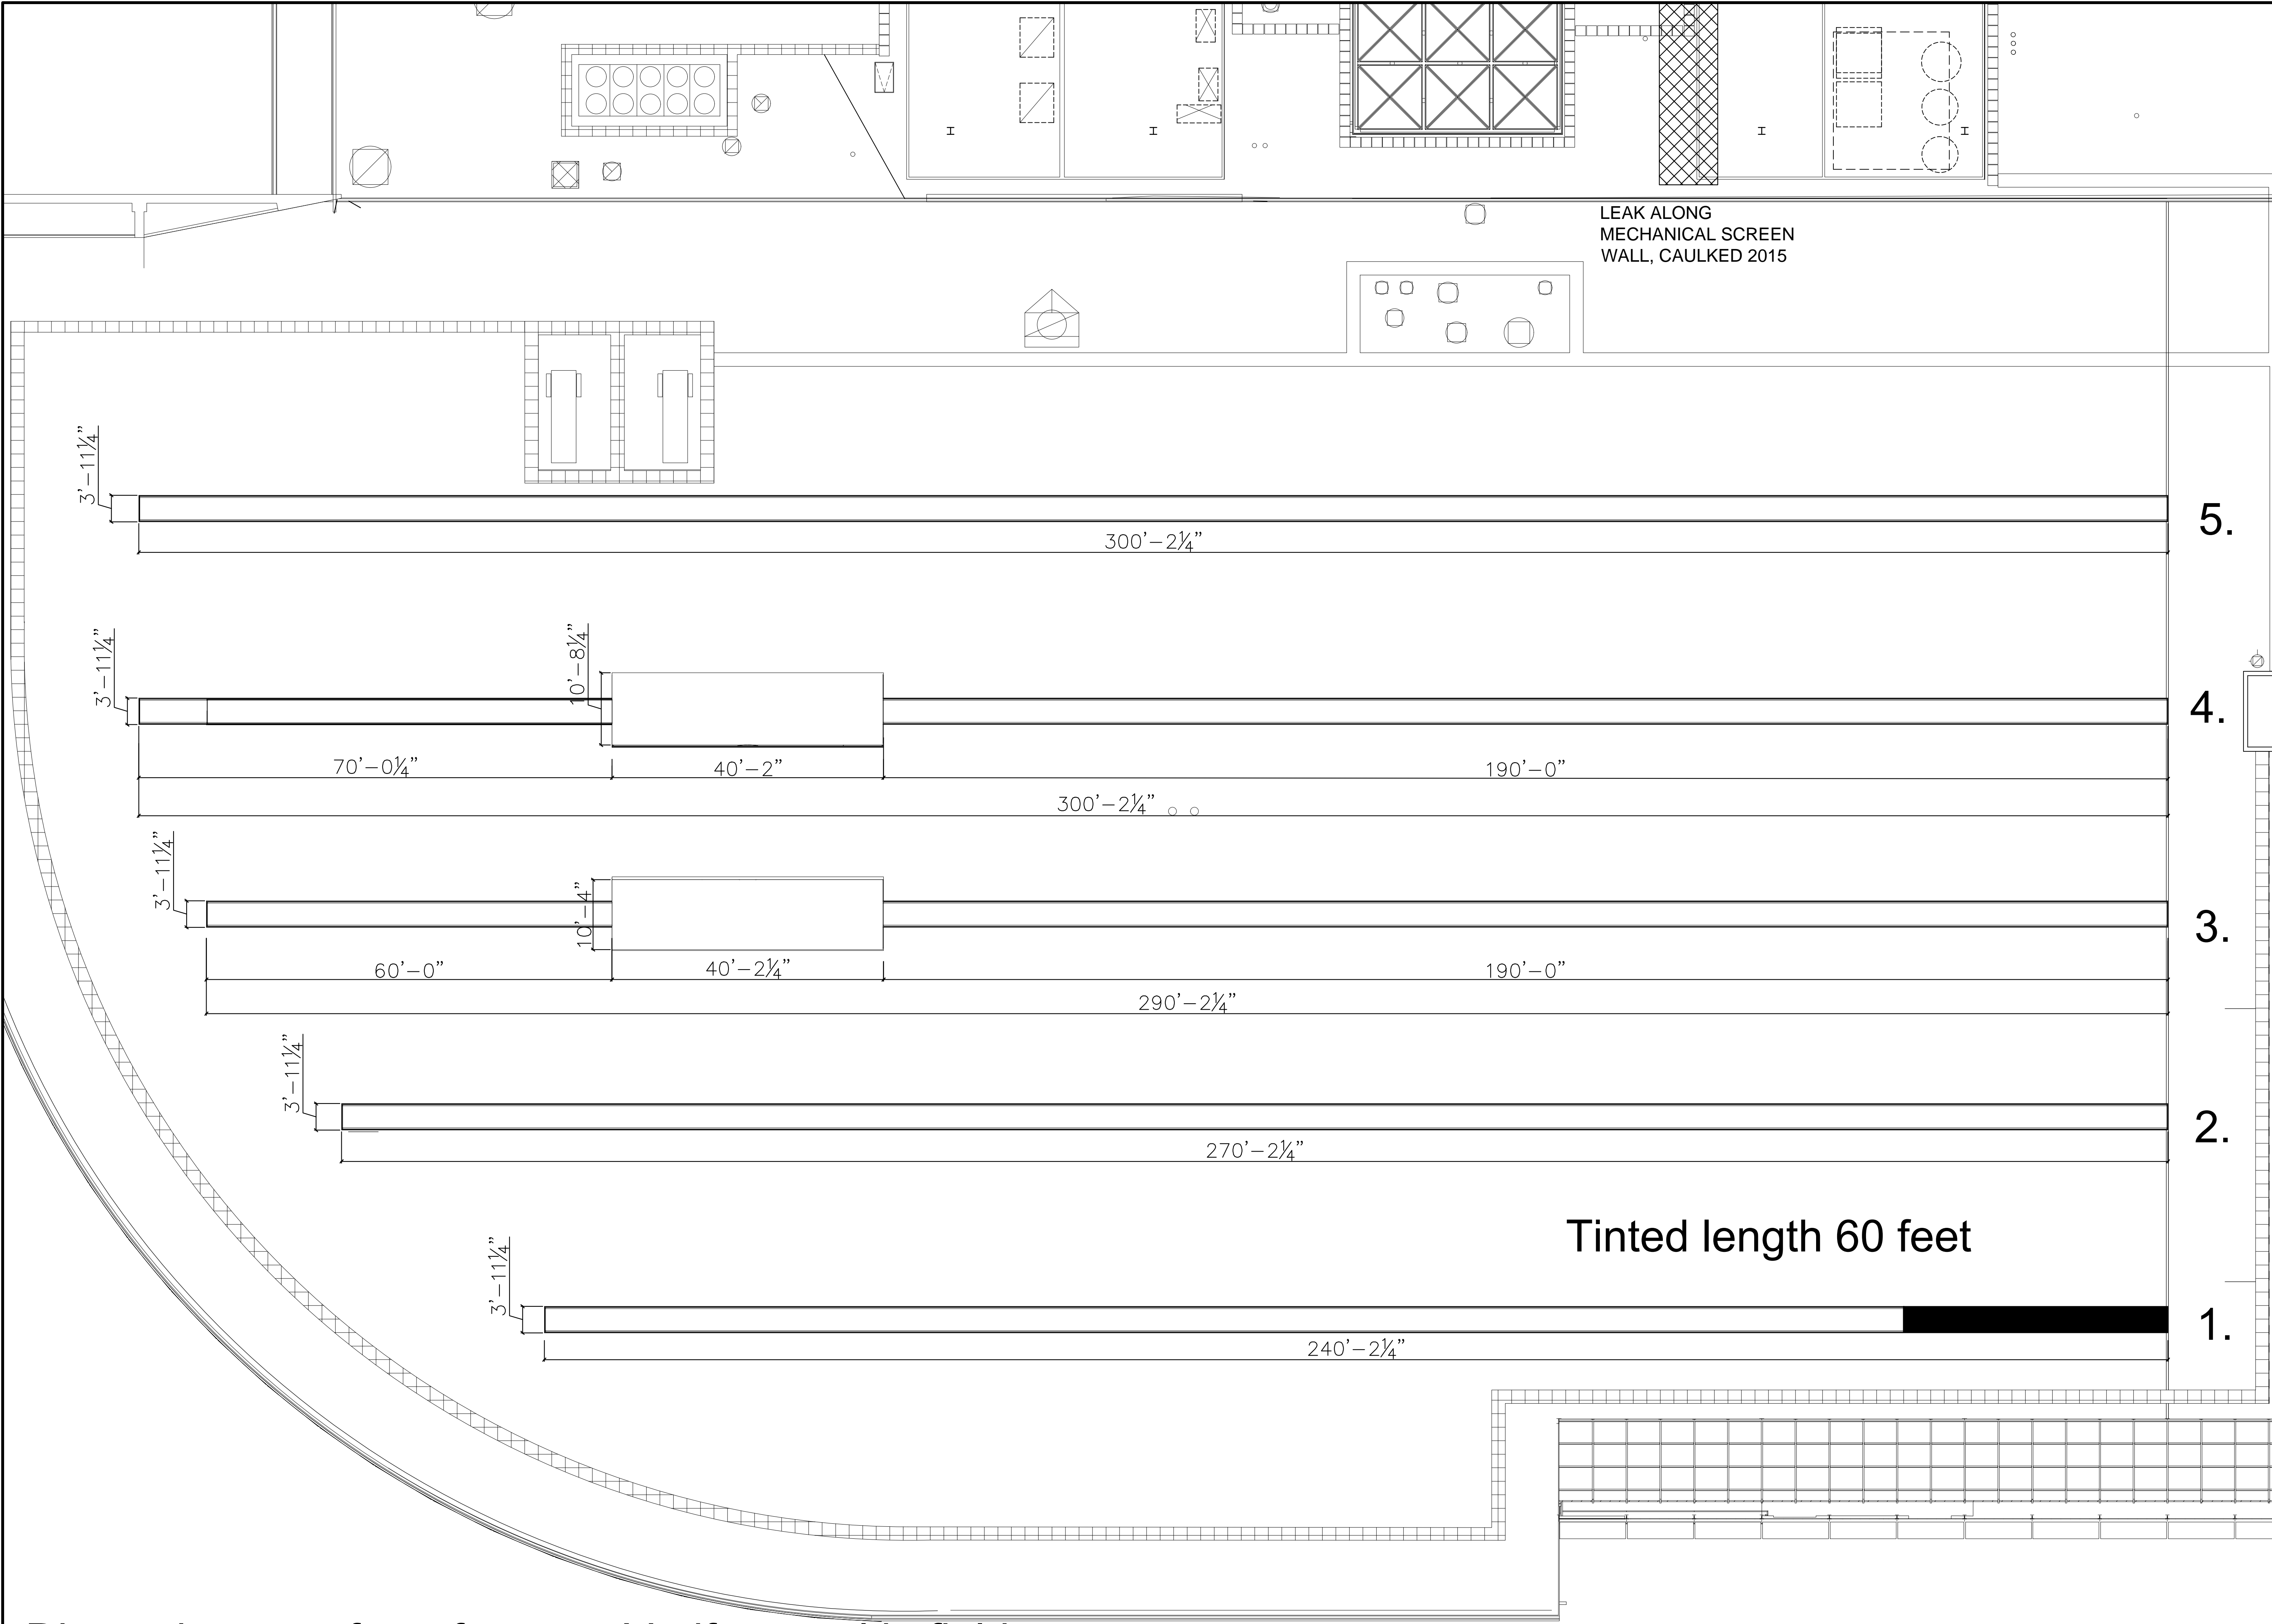 LEAK ALONG
MECHANICAL SCREEN
WALL, CAULKED 2015
H
H
H
H
3'-11¼"
300'-2¼"
5.
3'-11¼"
10'-8¼"
4.
70'-0¼"
40'-2"
190'-0"
300'-2¼"
3'-11¼"
10'-4"
3.
60'-0"
40'-2¼"
190'-0"
290'-2¼"
3'-11¼"
2.
270'-2¼"
Tinted length 60 feet
3'-11¼"
1.
240'-2¼"